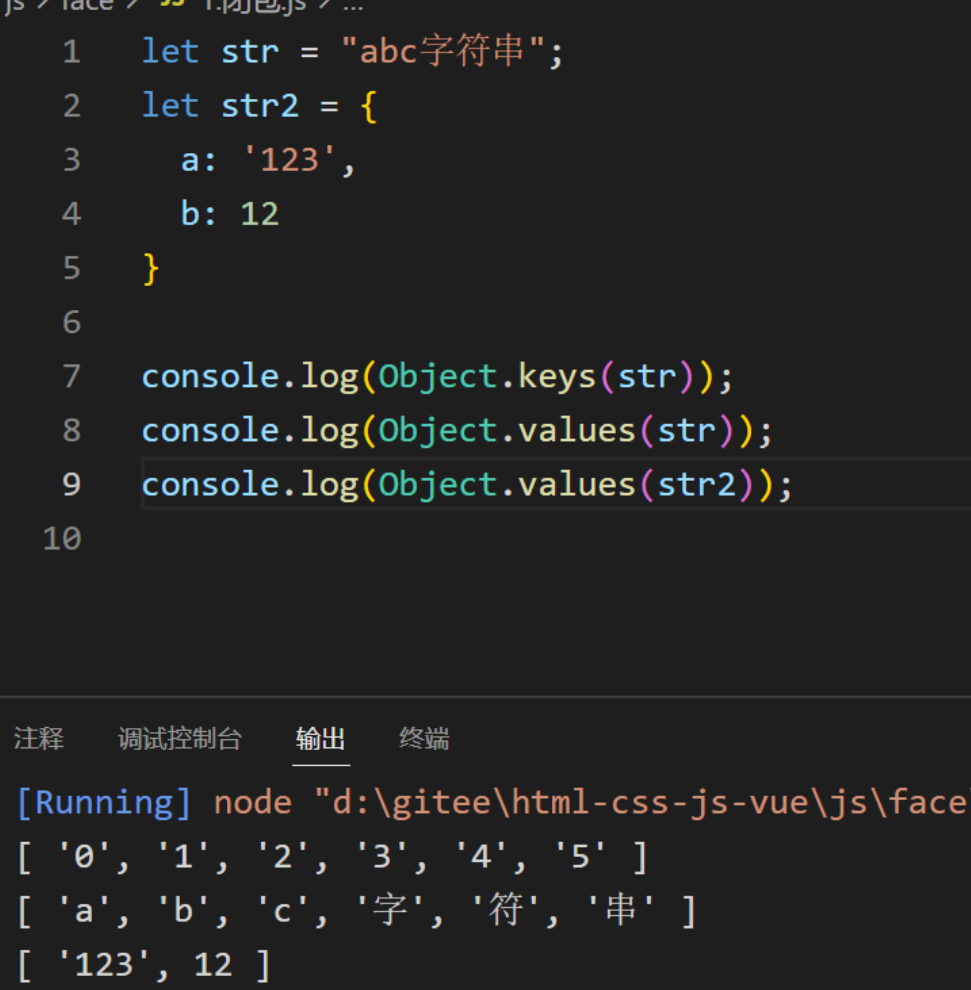 js > face > JS 1.闭包.js > ...
1 let str = "abc字符串";
2 let str2 = {
3   a: '123',
4   b: 12
5 }
6
7 console.log(Object.keys(str));
8 console.log(Object.values(str));
9 console.log(Object.values(str2));
10
注释 调试控制台 输出 终端
[Running] node "d:\gitee\html-css-js-vue\js\face\
[ '0', '1', '2', '3', '4', '5' ]
[ 'a', 'b', 'c', '字', '符', '串' ]
[ '123', 12 ]